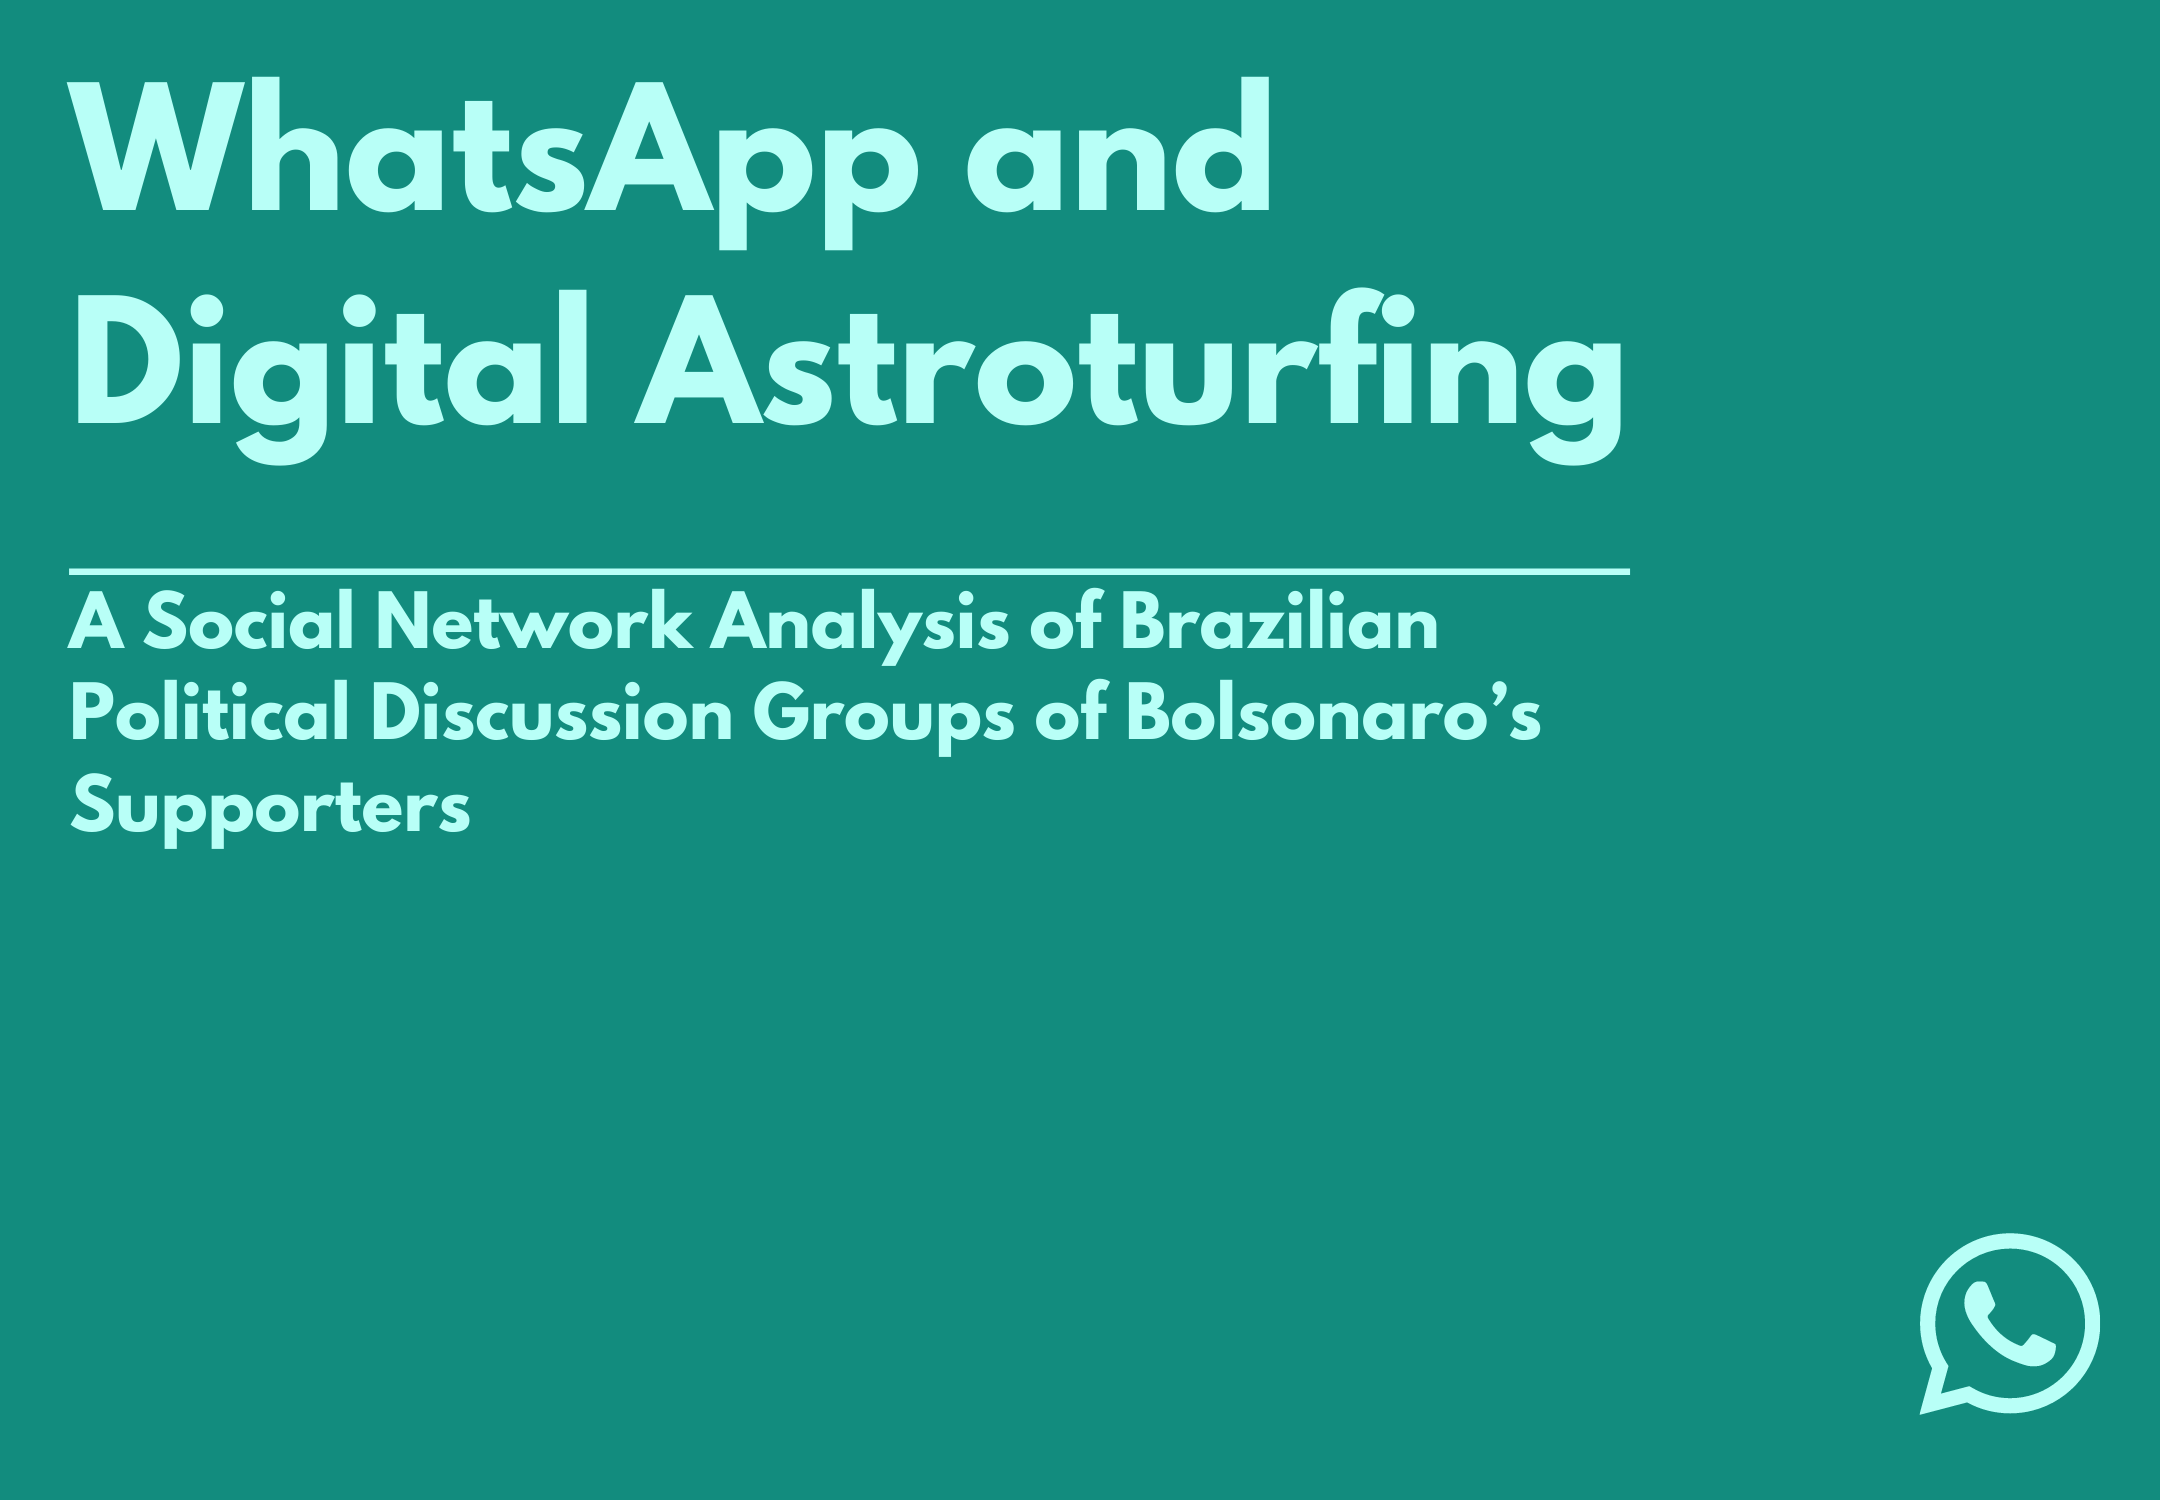 WhatsApp and
Digital Astroturfing
A Social Network Analysis of Brazilian
Political Discussion Groups of Bolsonaro’s
Supporters